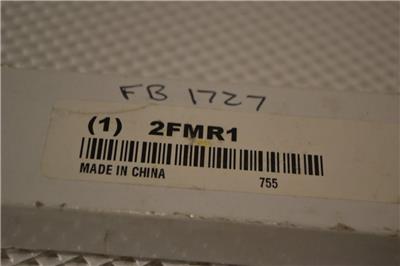 FB 1727
(1) 2FMR1
MADE IN CHINA 755